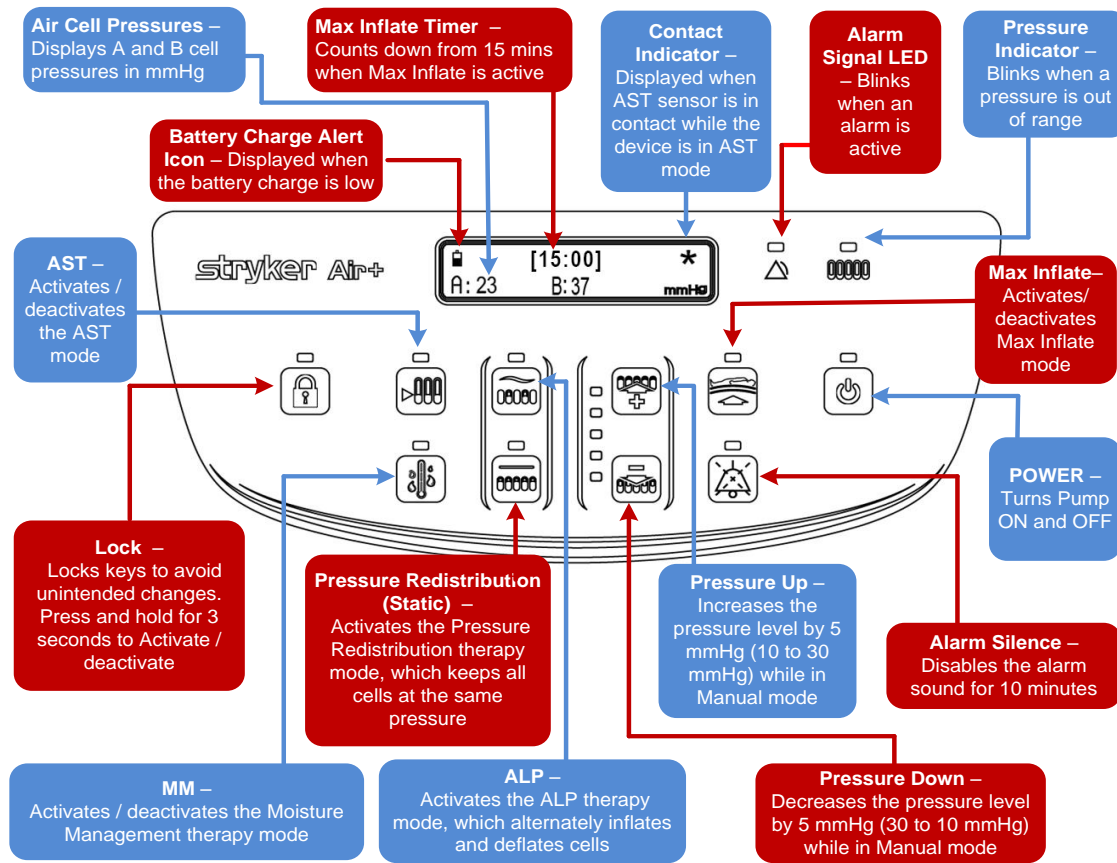 Air Cell Pressures –
Displays A and B cell
pressures in mmHg
Max Inflate Timer –
Counts down from 15 mins
when Max Inflate is active
Contact
Indicator –
Displayed when
AST sensor is in
contact while the
device is in AST
mode
Alarm
Signal LED
– Blinks
when an
alarm is
active
Pressure
Indicator –
Blinks when a
pressure is out
of range
Battery Charge Alert
Icon – Displayed when
the battery charge is low
AST –
Activates /
deactivates
the AST
mode
stryker Air+
[15:00] *
A: 23 B:37 mmHg
Max Inflate–
Activates/
deactivates
Max Inflate
mode
Lock –
Locks keys to avoid
unintended changes.
Press and hold for 3
seconds to Activate /
deactivate
Pressure Redistribution
(Static) –
Activates the Pressure
Redistribution therapy
mode, which keeps all
cells at the same
pressure
Pressure Up –
Increases the
pressure level by 5
mmHg (10 to 30
mmHg) while in
Manual mode
POWER –
Turns Pump
ON and OFF
Alarm Silence –
Disables the alarm
sound for 10 minutes
MM –
Activates / deactivates the Moisture
Management therapy mode
ALP –
Activates the ALP therapy
mode, which alternately inflates
and deflates cells
Pressure Down –
Decreases the pressure level
by 5 mmHg (30 to 10 mmHg)
while in Manual mode